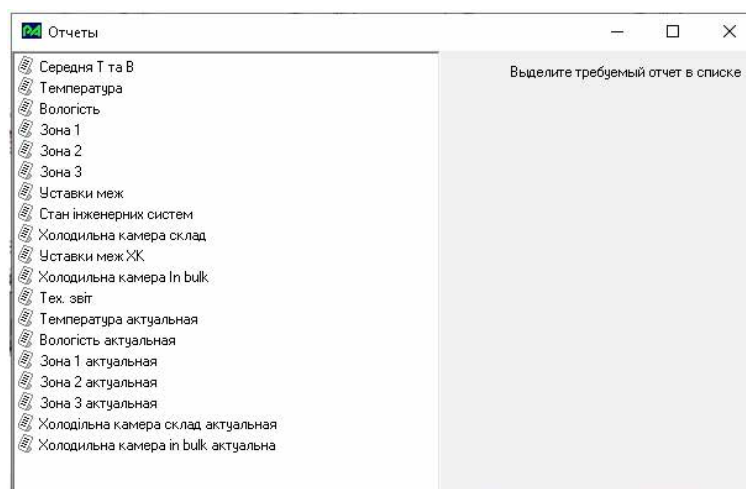 Отчеты
Середня Т та В
Выделите требуемый отчет в списке
Температура
Вологість
Зона 1
Зона 2
Зона 3
Уставки меж
Стан інженерних систем
Холодильна камера склад
Уставки меж ХК
Холодильна камера In bulk
Тех. звіт
Температура актуальная
Вологість актуальная
Зона 1 актуальная
Зона 2 актуальная
Зона 3 актуальная
Холодільна камера склад актуальная
Холодильна камера in bulk актуальна